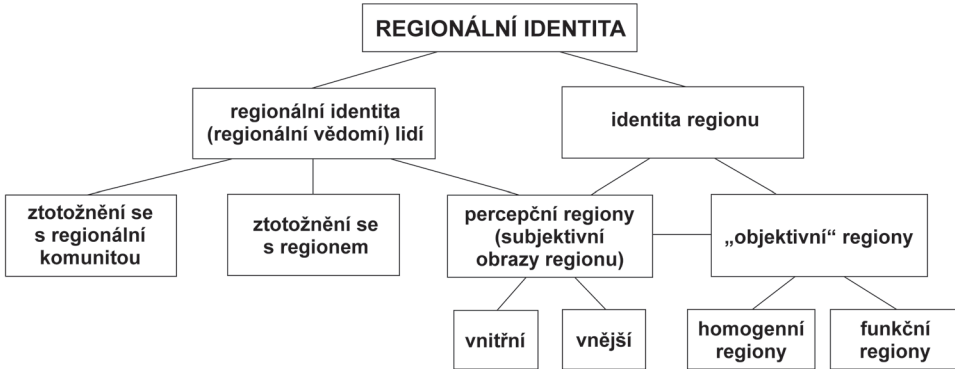 REGIONÁLNÍ IDENTITA
regionální identita
(regionální vědomí) lidí
identita regionu
ztotožnění se
s regionální
komunitou
ztotožnění se
s regionem
percepční regiony
(subjektivní
obrazy regionu)
„objektivní“ regiony
vnitřní
vnější
homogenní
regiony
funkční
regiony